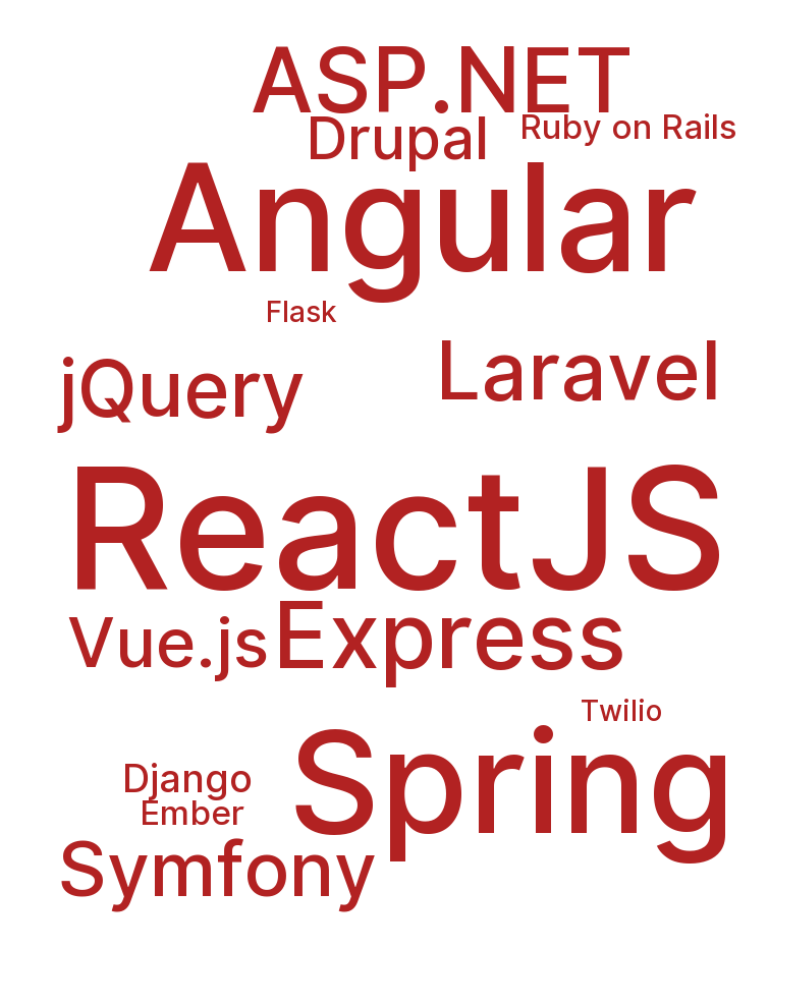 ASP.NET
Drupal
Ruby on Rails
Angular
Flask
jQuery
Laravel
ReactJS
Vue.js
Express
Twilio
Spring
Django
Ember
Symfony